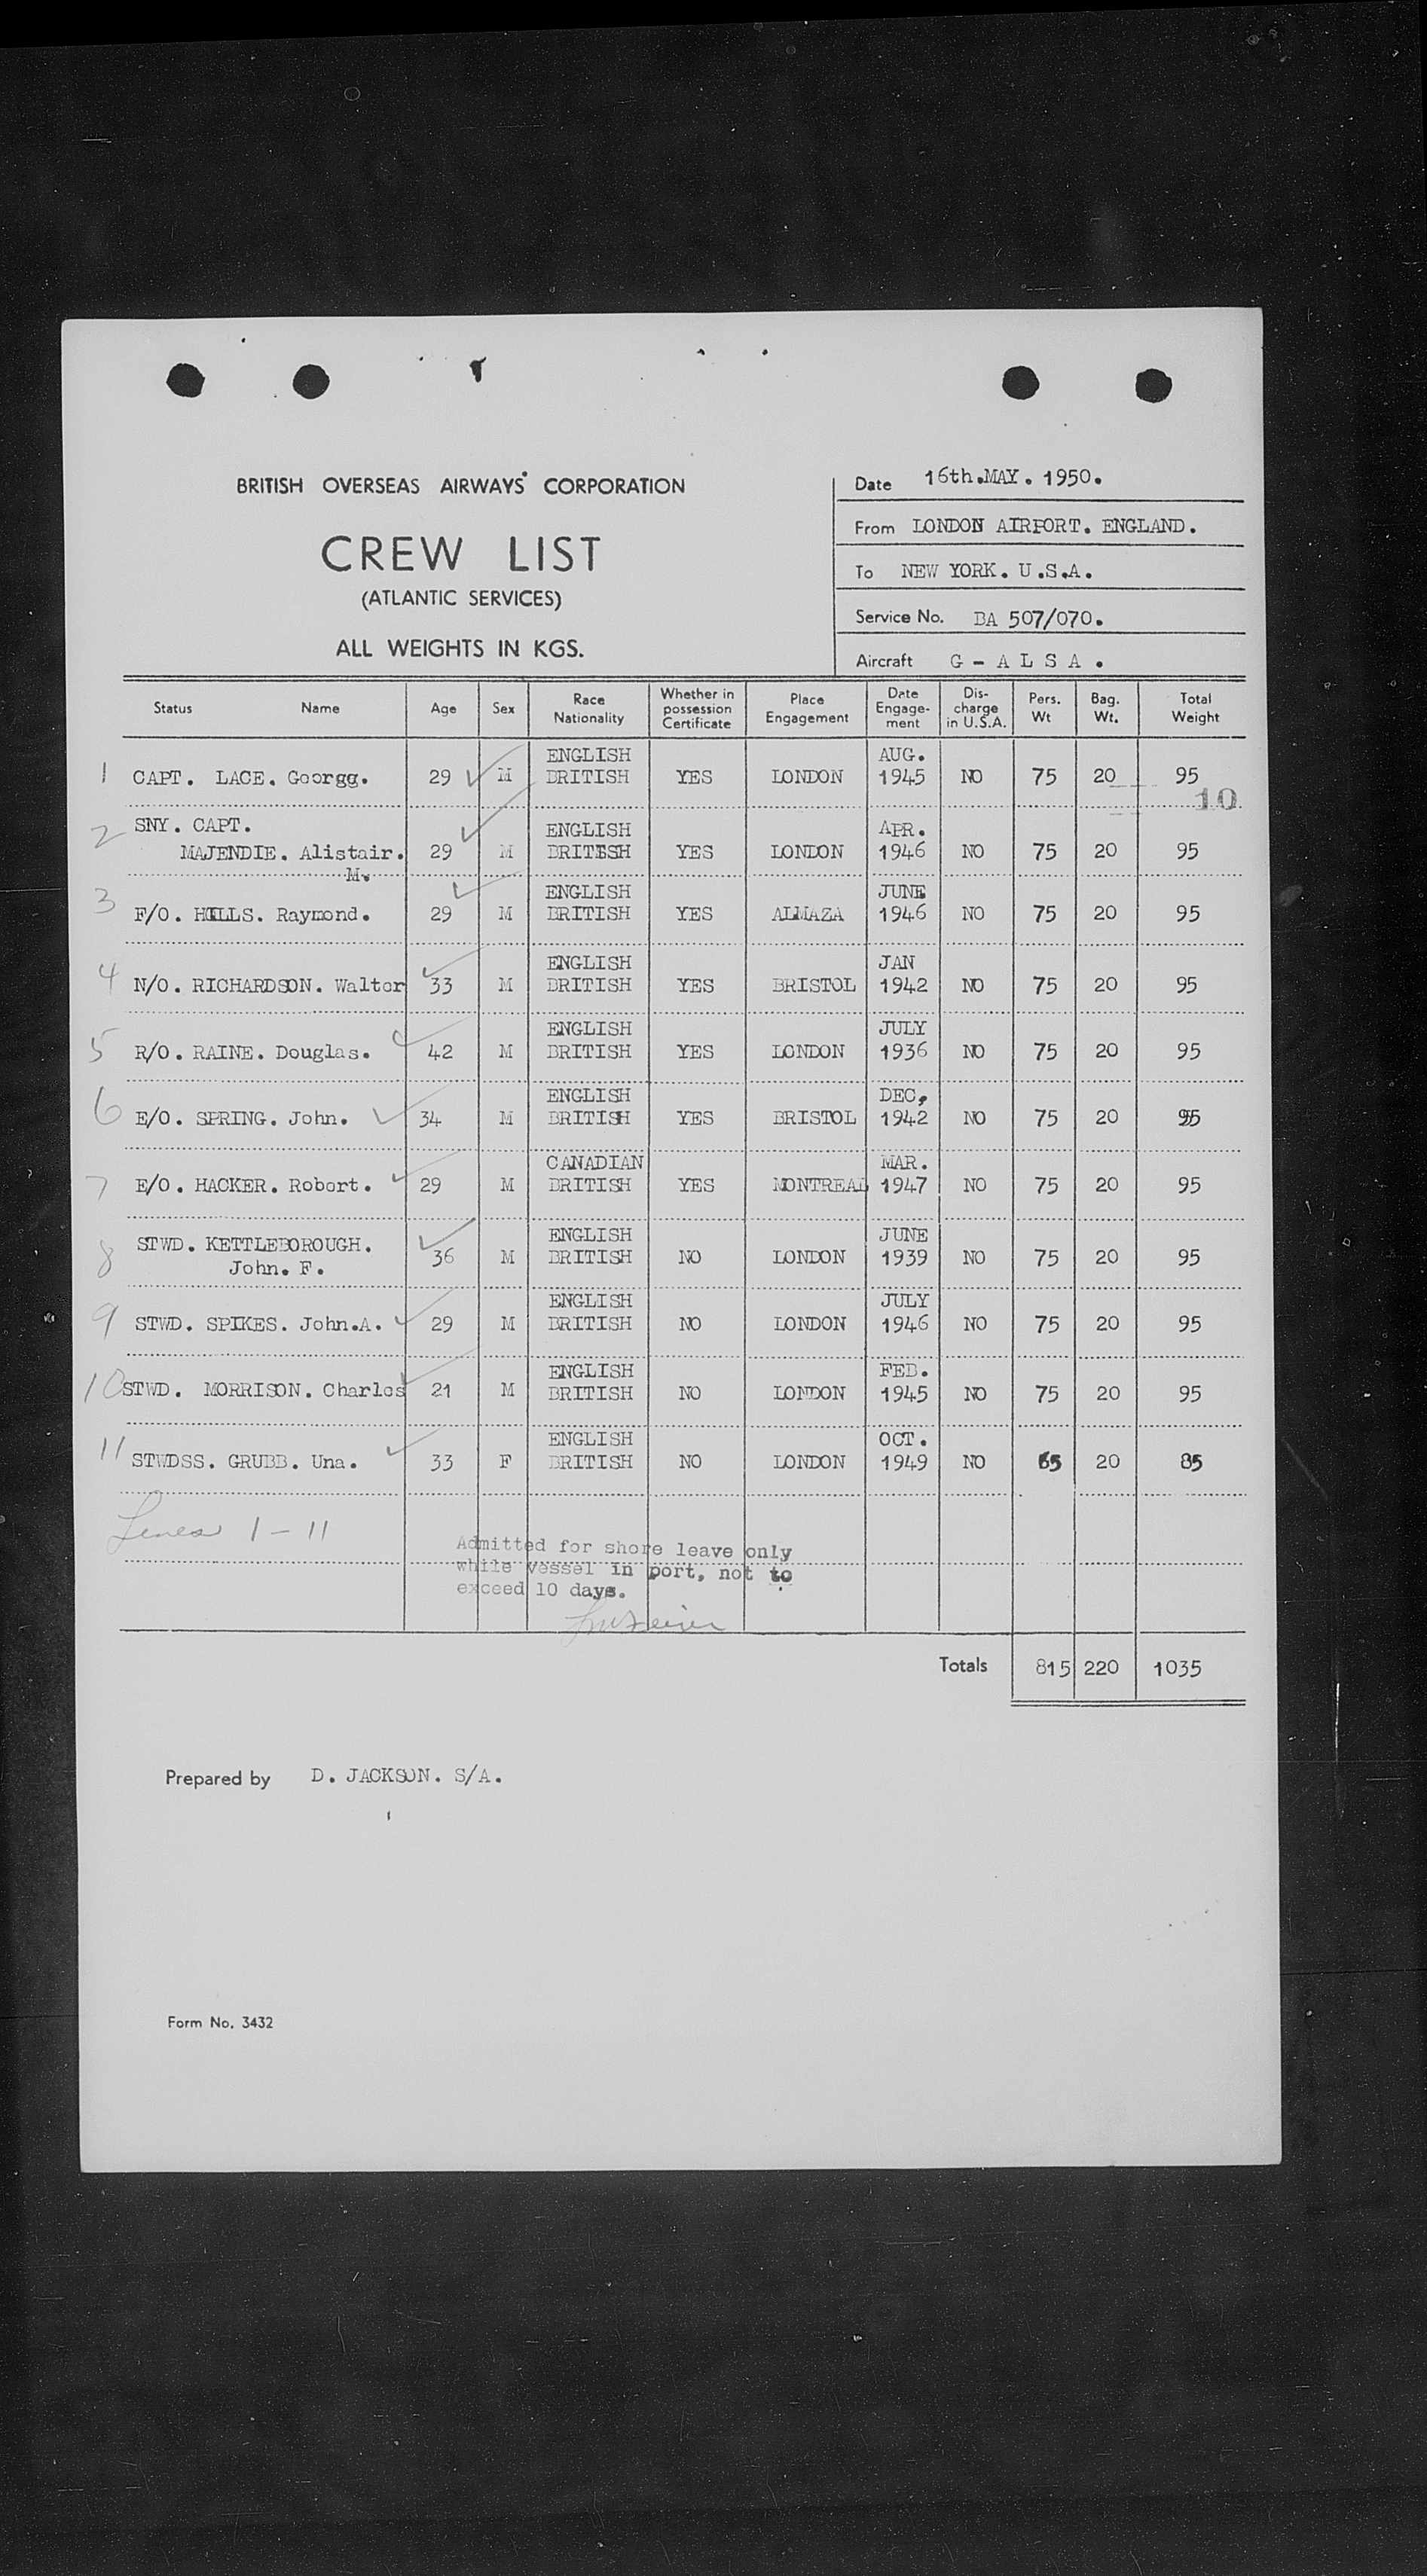 BRITISH OVERSEAS AIRWAYS CORPORATION
CREW LIST
(ATLANTIC SERVICES)
ALL WEIGHTS IN KGS.
Date 16th.MAY. 1950.
From LONDON AIRPORT. ENGLAND.
To NEW YORK. U.S.A.
Service No. BA 507/070.
Aircraft G - A L S A .
Status Name Age Sex Race Nationality Whether in possession Certificate Place Engagement Date Engage-ment Dis-charge in U.S.A. Pers. Wt Bag. Wt. Total Weight
ENGLISH AUG.
1 CAPT. LACE. Goorgg. 29 M BRITISH YES LONDON 1945 NO 75 20 95
10
2 SNY. CAPT. ENGLISH APR.
MAJENDIE. Alistair. 29 M BRITISH YES LONDON 1946 NO 75 20 95
M.
3 ENGLISH JUNE
F/O. HILLS. Raymond. 29 M BRITISH YES ALMAZA 1946 NO 75 20 95
ENGLISH JAN
4 N/O. RICHARDSON. Walter 33 M BRITISH YES BRISTOL 1942 NO 75 20 95
ENGLISH JULY
5 R/O. RAINE. Douglas. 42 M BRITISH YES LONDON 1936 NO 75 20 95
ENGLISH DEC,
6 E/O. SPRING. John. 34 M BRITISH YES BRISTOL 1942 NO 75 20 95
CANADIAN MAR.
7 E/O. HACKER. Robert. 29 M BRITISH YES MONTREAL 1947 NO 75 20 95
STWD. KETTLEBOROUGH. ENGLISH JUNE
8 John. F. 36 M BRITISH NO LONDON 1939 NO 75 20 95
ENGLISH JULY
9 STWD. SPIKES. John.A. 29 M BRITISH NO LONDON 1946 NO 75 20 95
ENGLISH FEB.
10 STWD. MORRISON. Charles 21 M BRITISH NO LONDON 1945 NO 75 20 95
ENGLISH OCT.
11 STWDSS. GRUBB. Una. 33 F BRITISH NO LONDON 1949 NO 65 20 85
Lines 1 - 11
Admitted for shore leave only
while vessel in port, not to
exceed 10 days.
Totals 815 220 1035
Prepared by D. JACKSON. S/A.
Form No. 3432